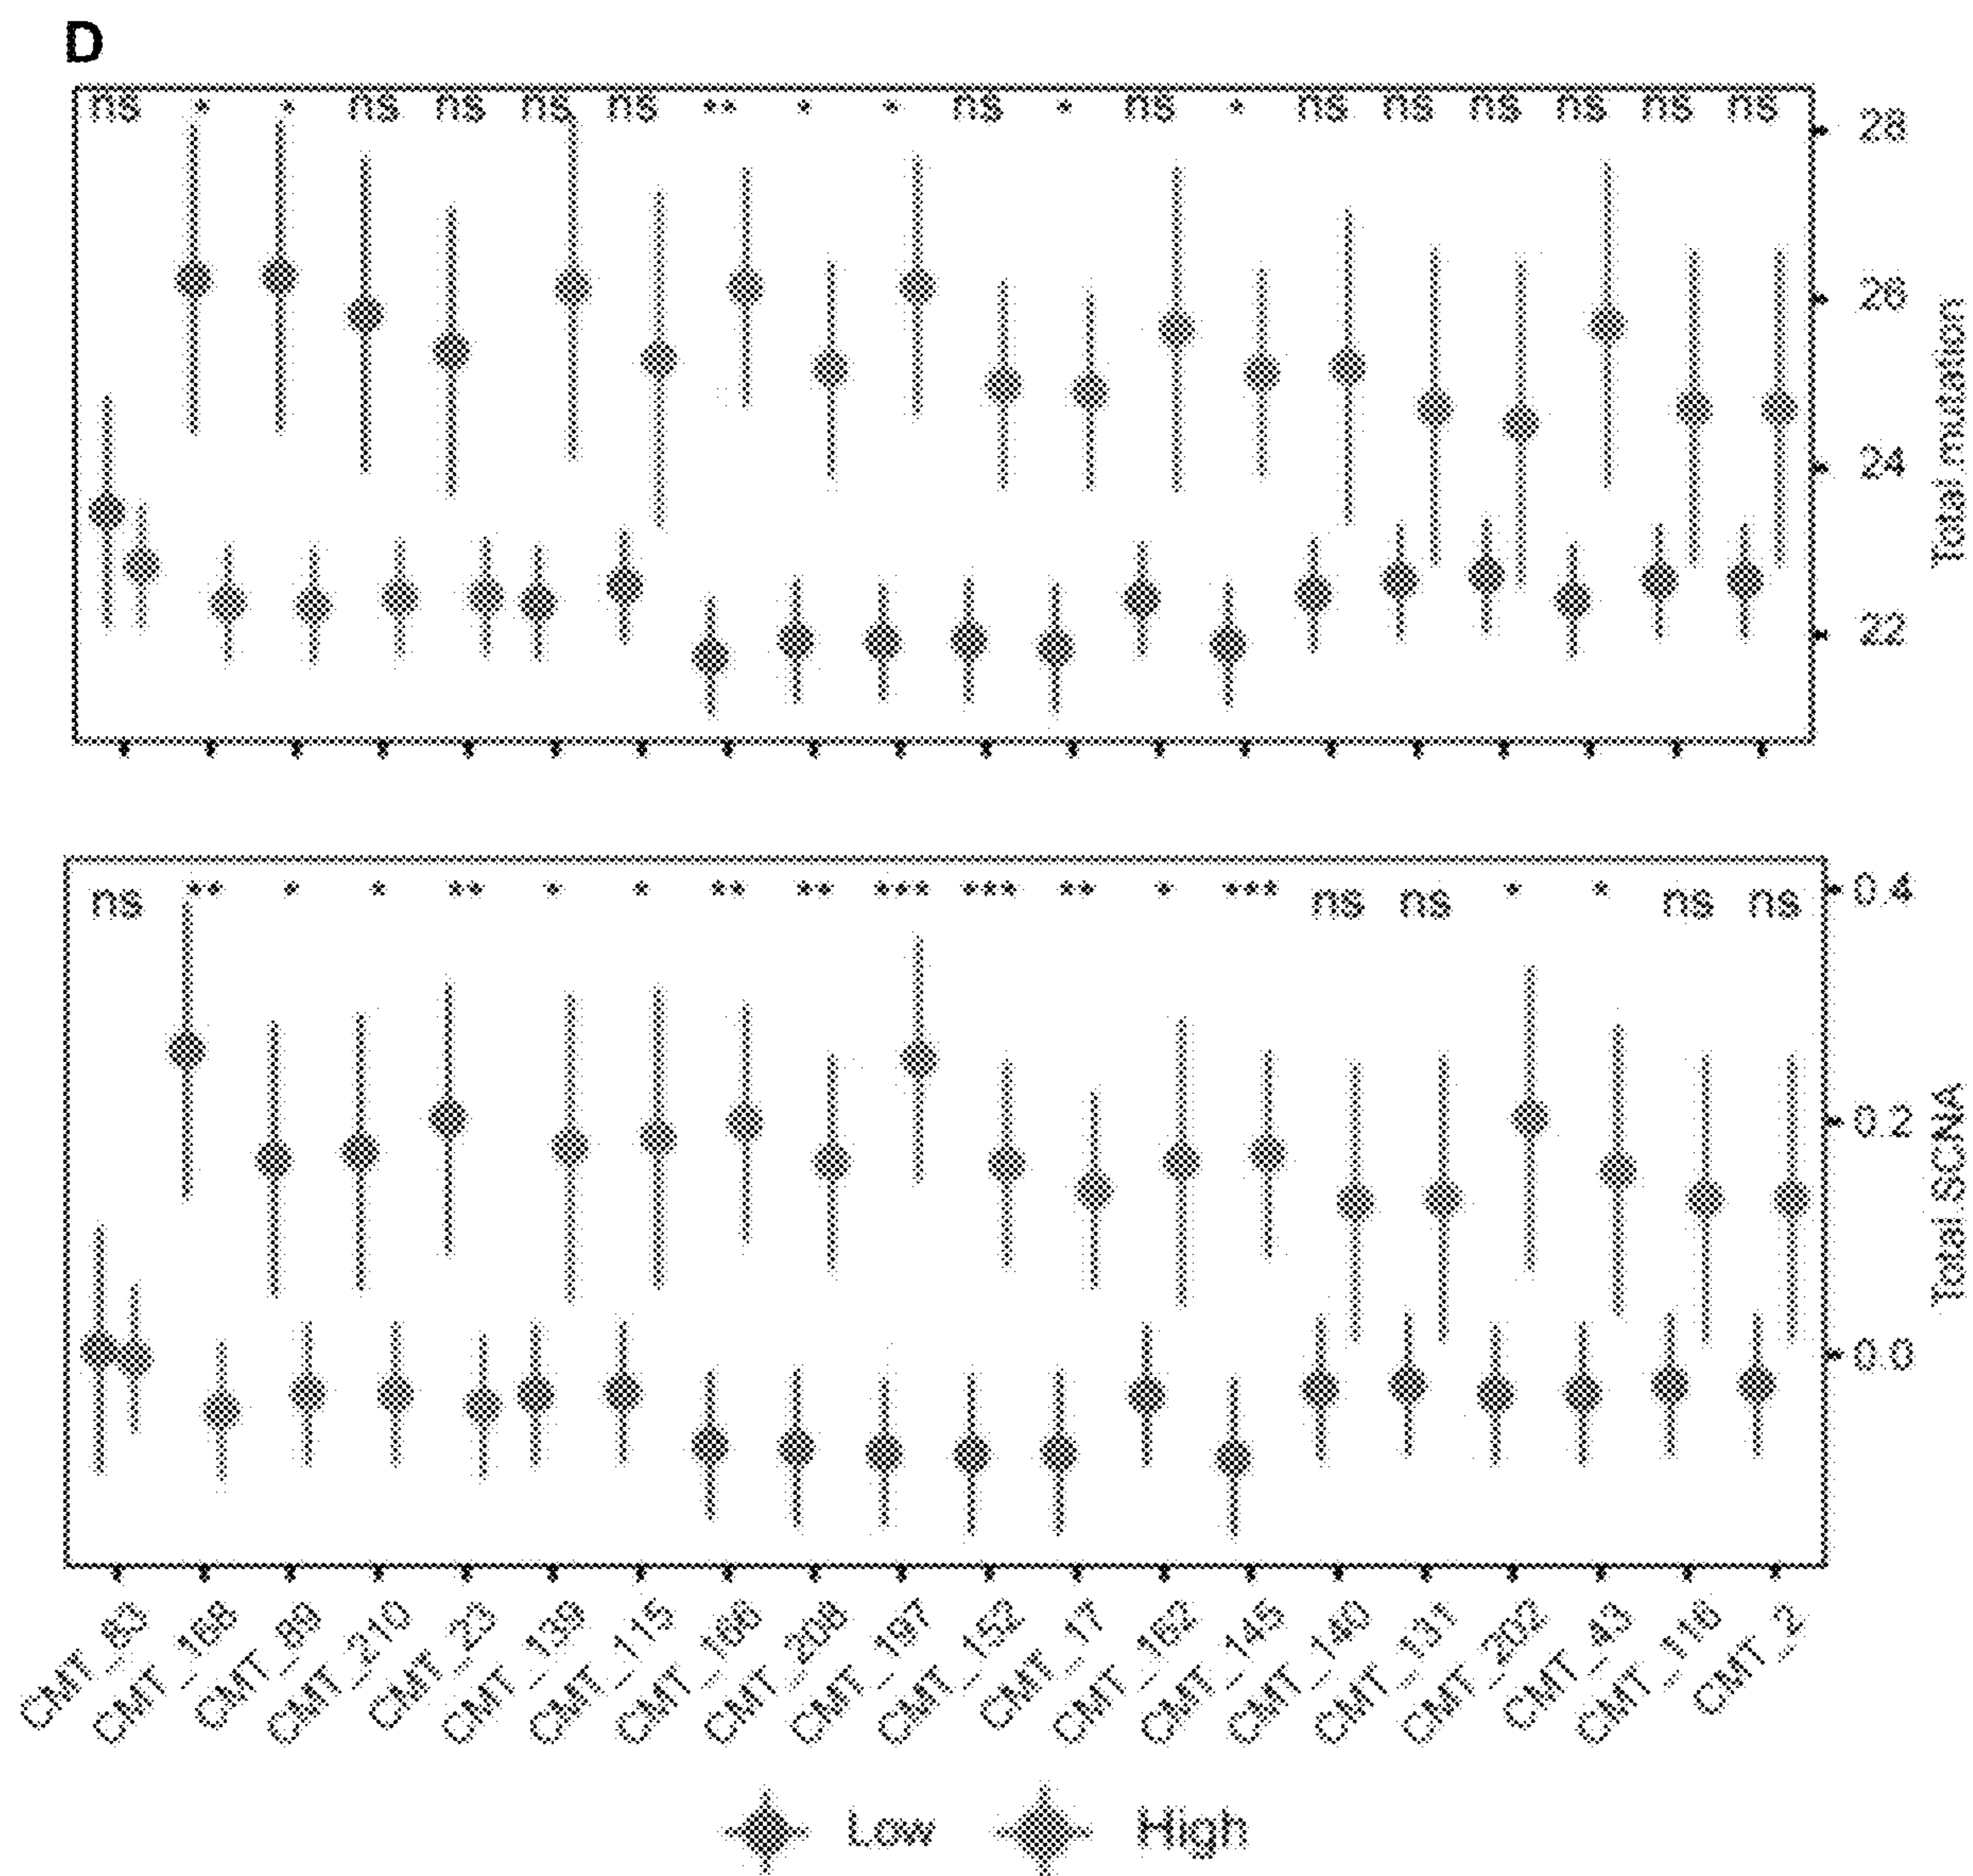 D
ns * * ns ns ns ns ** * * ns * ns * ns ns ns ns ns ns
28
26
24
22
Total mutation
ns ** * * ** * * ** ** *** *** ** * *** ns ns * * ns ns
0.4
0.2
0.0
Total SCNA
CMT_83
CMT_168
CMT_89
CMT_210
CMT_23
CMT_139
CMT_115
CMT_166
CMT_208
CMT_197
CMT_152
CMT_17
CMT_162
CMT_145
CMT_140
CMT_131
CMT_202
CMT_43
CMT_116
CMT_2
Low High